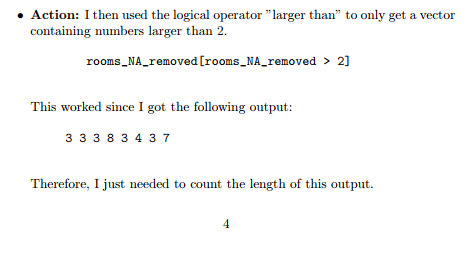 • Action: I then used the logical operator ”larger than” to only get a vector
containing numbers larger than 2.
rooms_NA_removed[rooms_NA_removed > 2]
This worked since I got the following output:
3 3 3 8 3 4 3 7
Therefore, I just needed to count the length of this output.
4